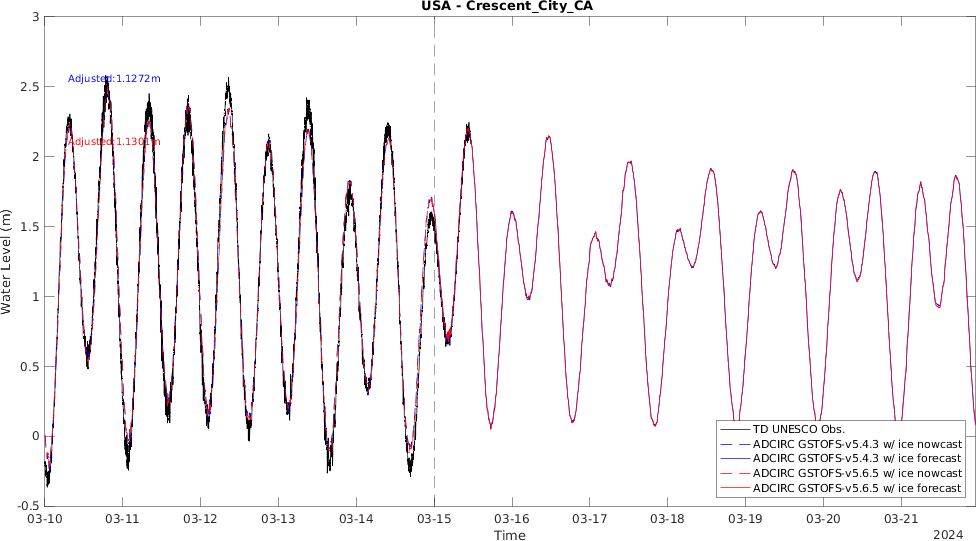 USA - Crescent_City_CA
3
2.5
2
1.5
1
0.5
0
-0.5
Water Level (m)
Adjusted:1.1272m
Adjusted:1.1301m
TD UNESCO Obs.
ADCIRC GSTOFS-v5.4.3 w/ ice nowcast
ADCIRC GSTOFS-v5.4.3 w/ ice forecast
ADCIRC GSTOFS-v5.6.5 w/ ice nowcast
ADCIRC GSTOFS-v5.6.5 w/ ice forecast
03-10 03-11 03-12 03-13 03-14 03-15 03-16 03-17 03-18 03-19 03-20 03-21
Time
2024